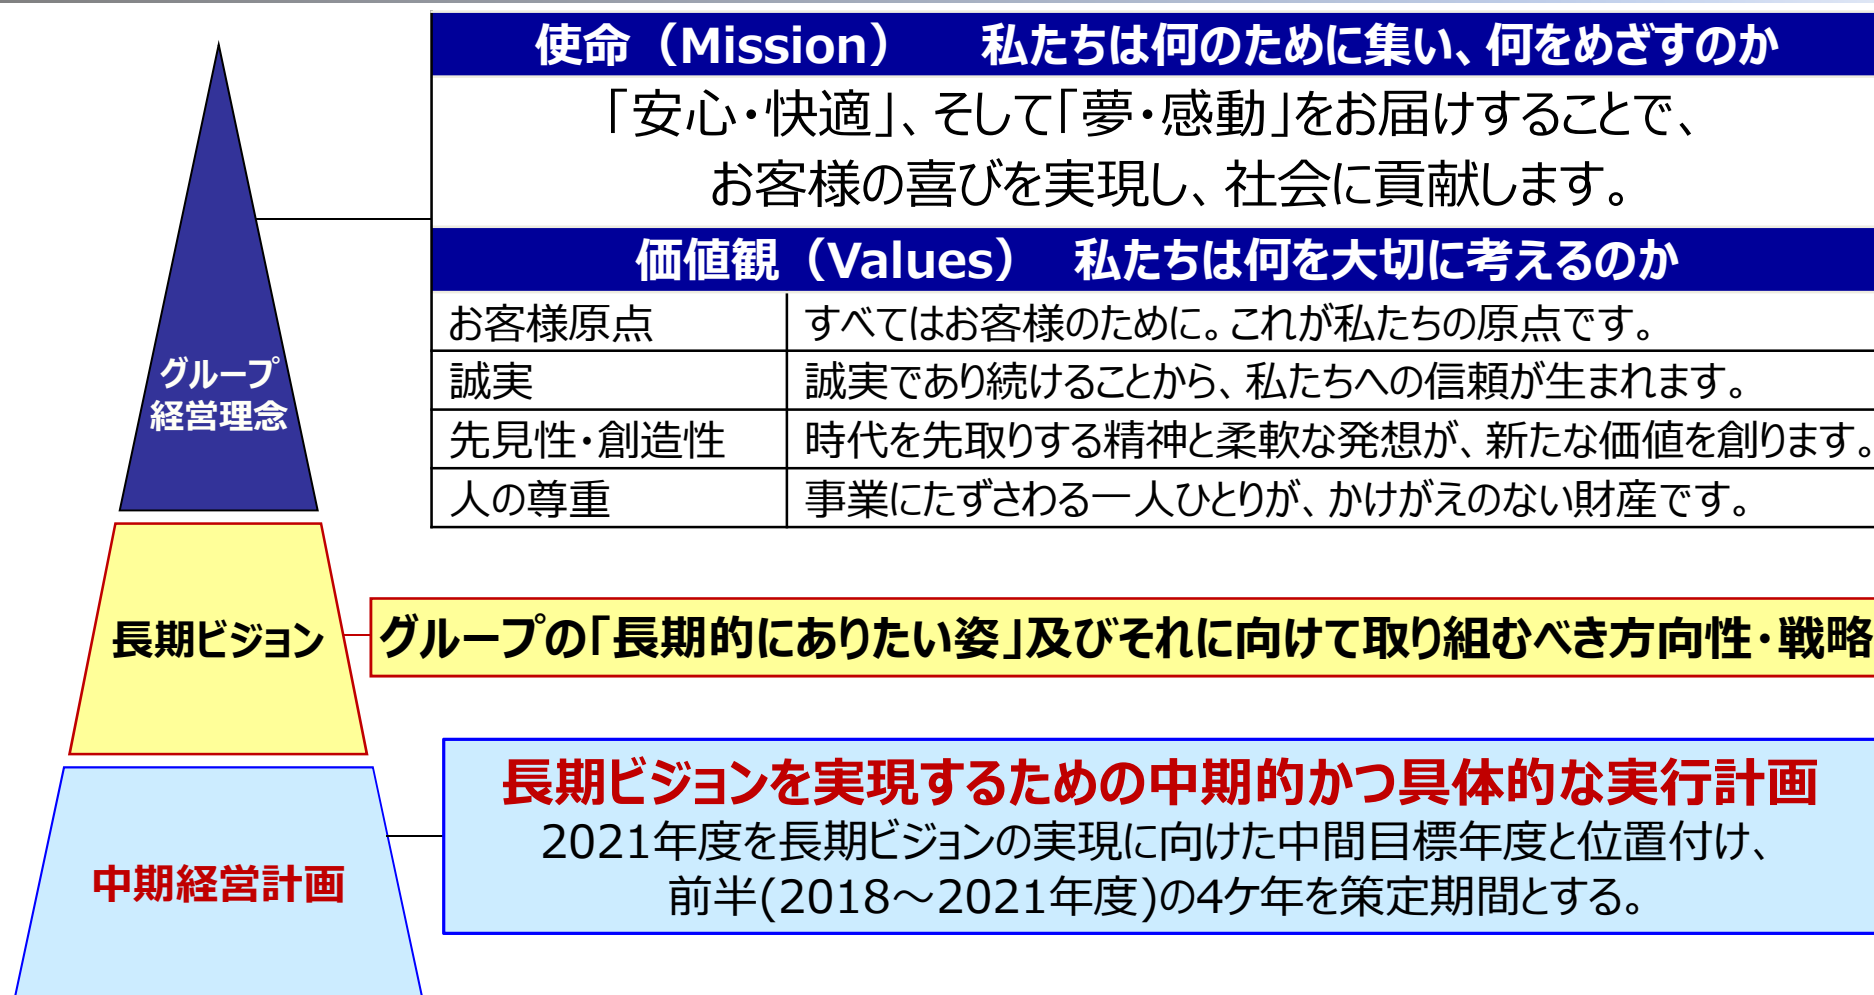 使命（Mission）　私たちは何のために集い、何をめざすのか
「安心・快適」、そして「夢・感動」をお届けすることで、
お客様の喜びを実現し、社会に貢献します。
価値観（Values）　私たちは何を大切に考えるのか
お客様原点　すべてはお客様のために。これが私たちの原点です。
誠実　誠実であり続けることから、私たちへの信頼が生まれます。
先見性・創造性　時代を先取りする精神と柔軟な発想が、新たな価値を創ります。
人の尊重　事業にたずさわる一人ひとりが、かけがえのない財産です。
グループ
経営理念
長期ビジョン
グループの「長期的にありたい姿」及びそれに向けて取り組むべき方向性・戦略
中期経営計画
長期ビジョンを実現するための中期的かつ具体的な実行計画
2021年度を長期ビジョンの実現に向けた中間目標年度と位置付け、
前半(2018～2021年度)の4ケ年を策定期間とする。